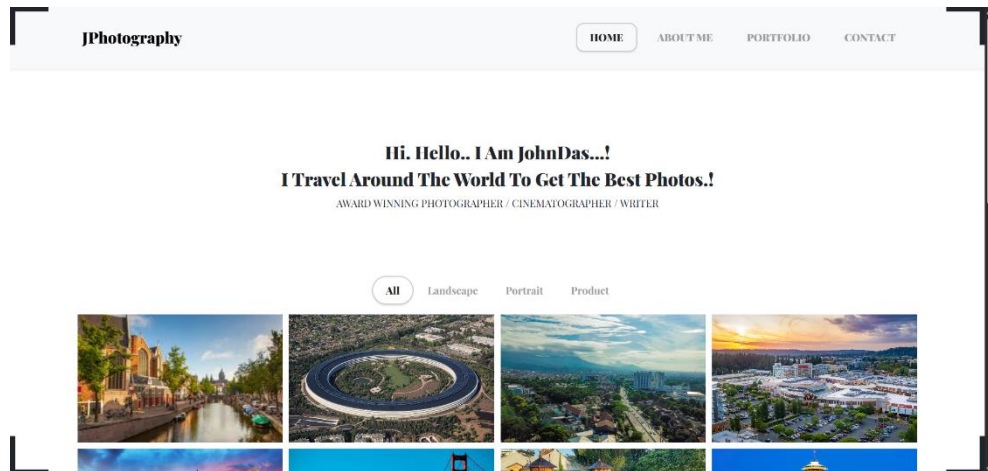 JPhotography
HOME ABOUT ME PORTFOLIO CONTACT
Hi. Hello.. I Am JohnDas...!
I Travel Around The World To Get The Best Photos.!
AWARD WINNING PHOTOGRAPHER / CINEMATOGRAPHER / WRITER
All Landscape Portrait Product